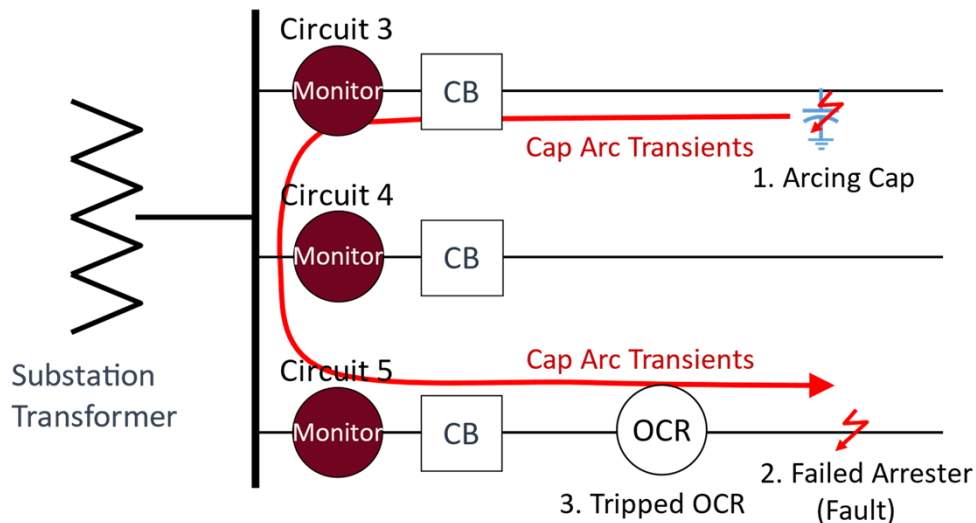 Circuit 3
Monitor
CB
Cap Arc Transients
1. Arcing Cap
Circuit 4
Monitor
CB
Substation
Transformer
Cap Arc Transients
Circuit 5
Monitor
CB
OCR
2. Failed Arrester
(Fault)
3. Tripped OCR